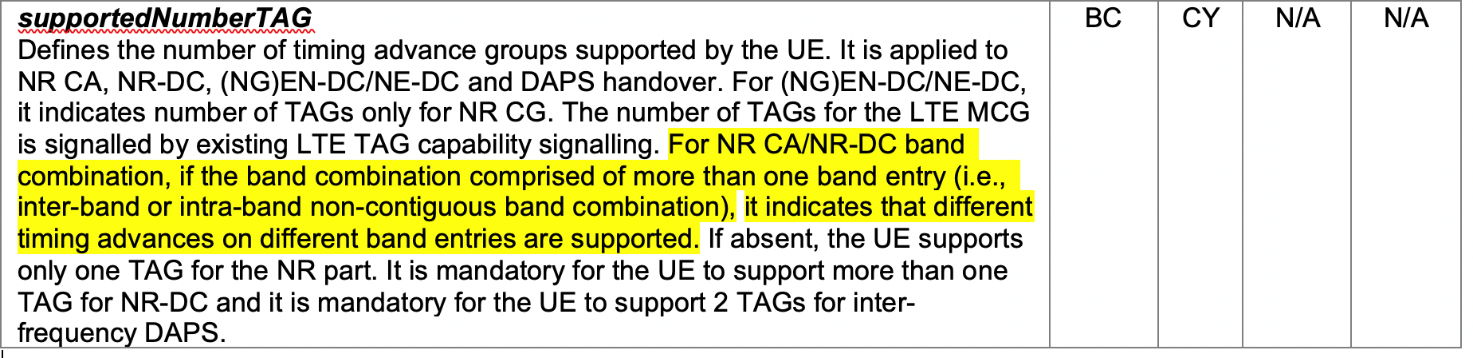 supportedNumberTAG BC CY N/A N/A
Defines the number of timing advance groups supported by the UE. It is applied to
NR CA, NR-DC, (NG)EN-DC/NE-DC and DAPS handover. For (NG)EN-DC/NE-DC,
it indicates number of TAGs only for NR CG. The number of TAGs for the LTE MCG
is signalled by existing LTE TAG capability signalling. For NR CA/NR-DC band
combination, if the band combination comprised of more than one band entry (i.e.,
inter-band or intra-band non-contiguous band combination), it indicates that different
timing advances on different band entries are supported. If absent, the UE supports
only one TAG for the NR part. It is mandatory for the UE to support more than one
TAG for NR-DC and it is mandatory for the UE to support 2 TAGs for inter-
frequency DAPS.